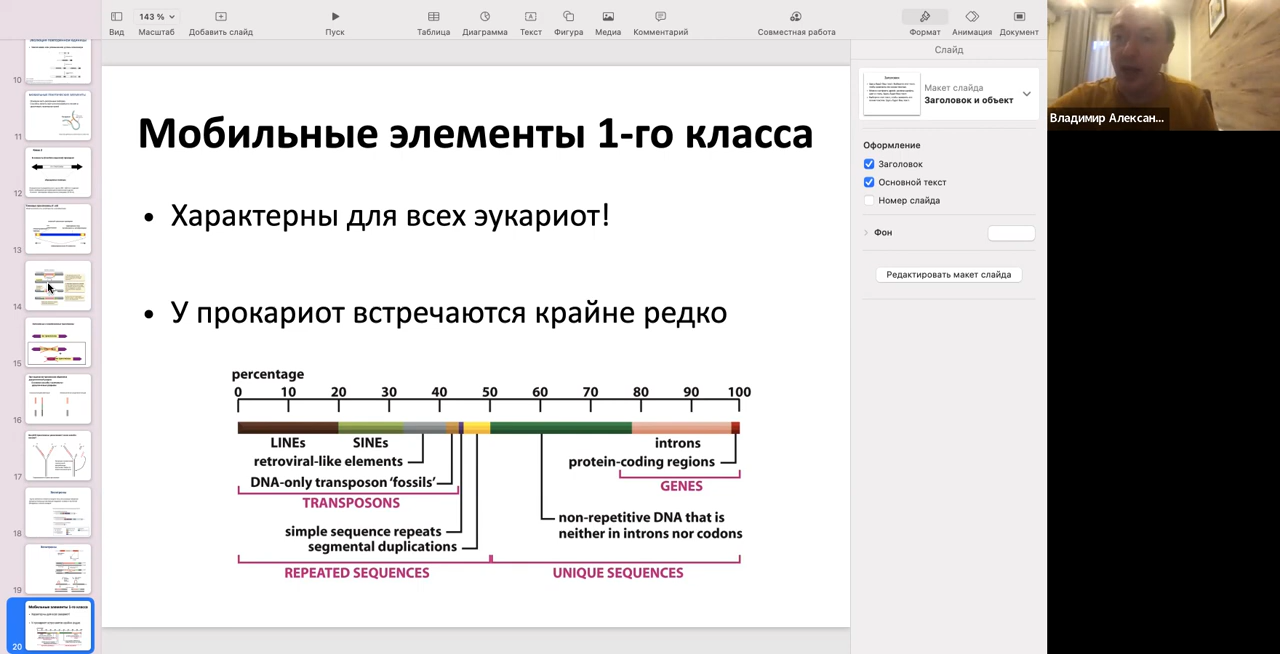 143 %
Вид
Масштаб
Добавить слайд
Пуск
Таблица
Диаграмма
Текст
Фигура
Медиа
Комментарий
Совместная работа
Формат
Анимация
Документ
10
11
12
13
14
15
16
17
18
19
20
Мобильные элементы 1-го класса
• Характерны для всех эукариот!
• У прокариот встречаются крайне редко
percentage
0 10 20 30 40 50 60 70 80 90 100
LINEs SINEs introns
retroviral-like elements protein-coding regions
DNA-only transposon ‘fossils’ GENES
TRANSPOSONS
simple sequence repeats non-repetitive DNA that is
segmental duplications neither in introns nor codons
REPEATED SEQUENCES UNIQUE SEQUENCES
Слайд
Макет слайда
Заголовок и объект
Оформление
Заголовок
Основной текст
Номер слайда
Фон
Редактировать макет слайда
Владимир Алексан...